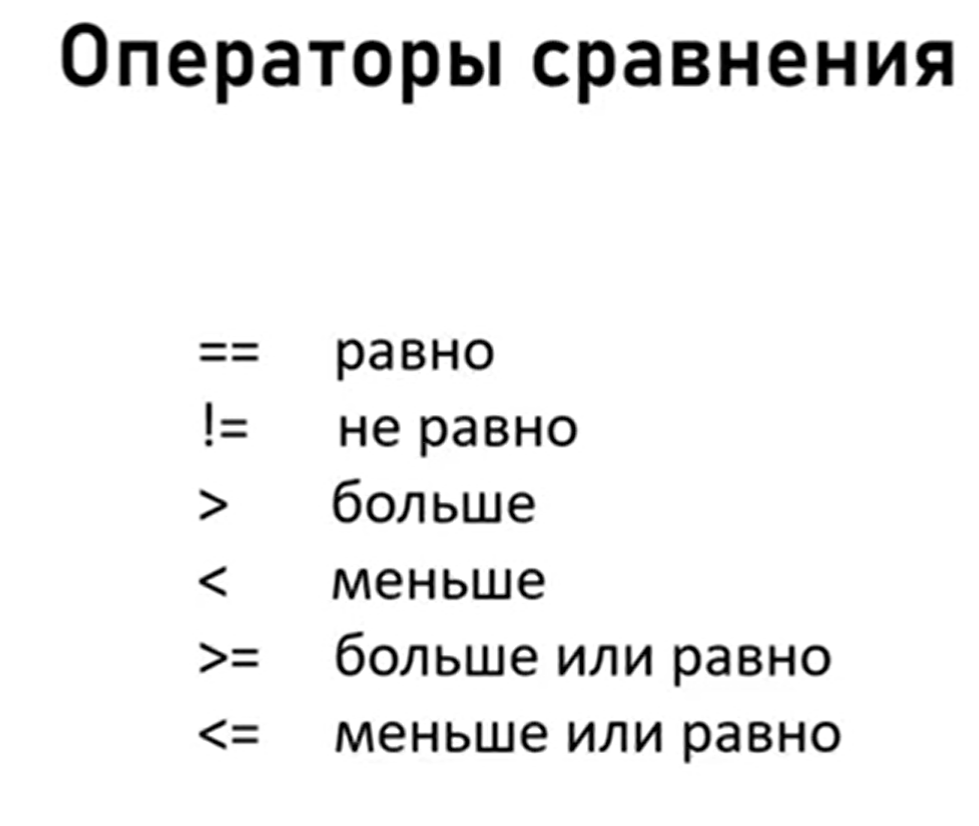 Операторы сравнения
== равно
!= не равно
> больше
< меньше
>= больше или равно
<= меньше или равно